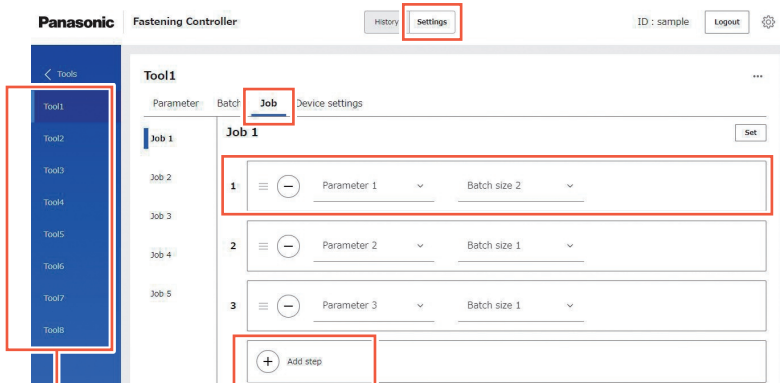 Panasonic Fastening Controller History Settings ID : sample Logout
Tools
Tool1
Tool2
Tool3
Tool4
Tool5
Tool6
Tool7
Tool8
Tool1
Parameter Batch Job Device settings
Job 1
Job 2
Job 3
Job 4
Job 5
Job 1 Set
1 Parameter 1 Batch size 2
2 Parameter 2 Batch size 1
3 Parameter 3 Batch size 1
Add step